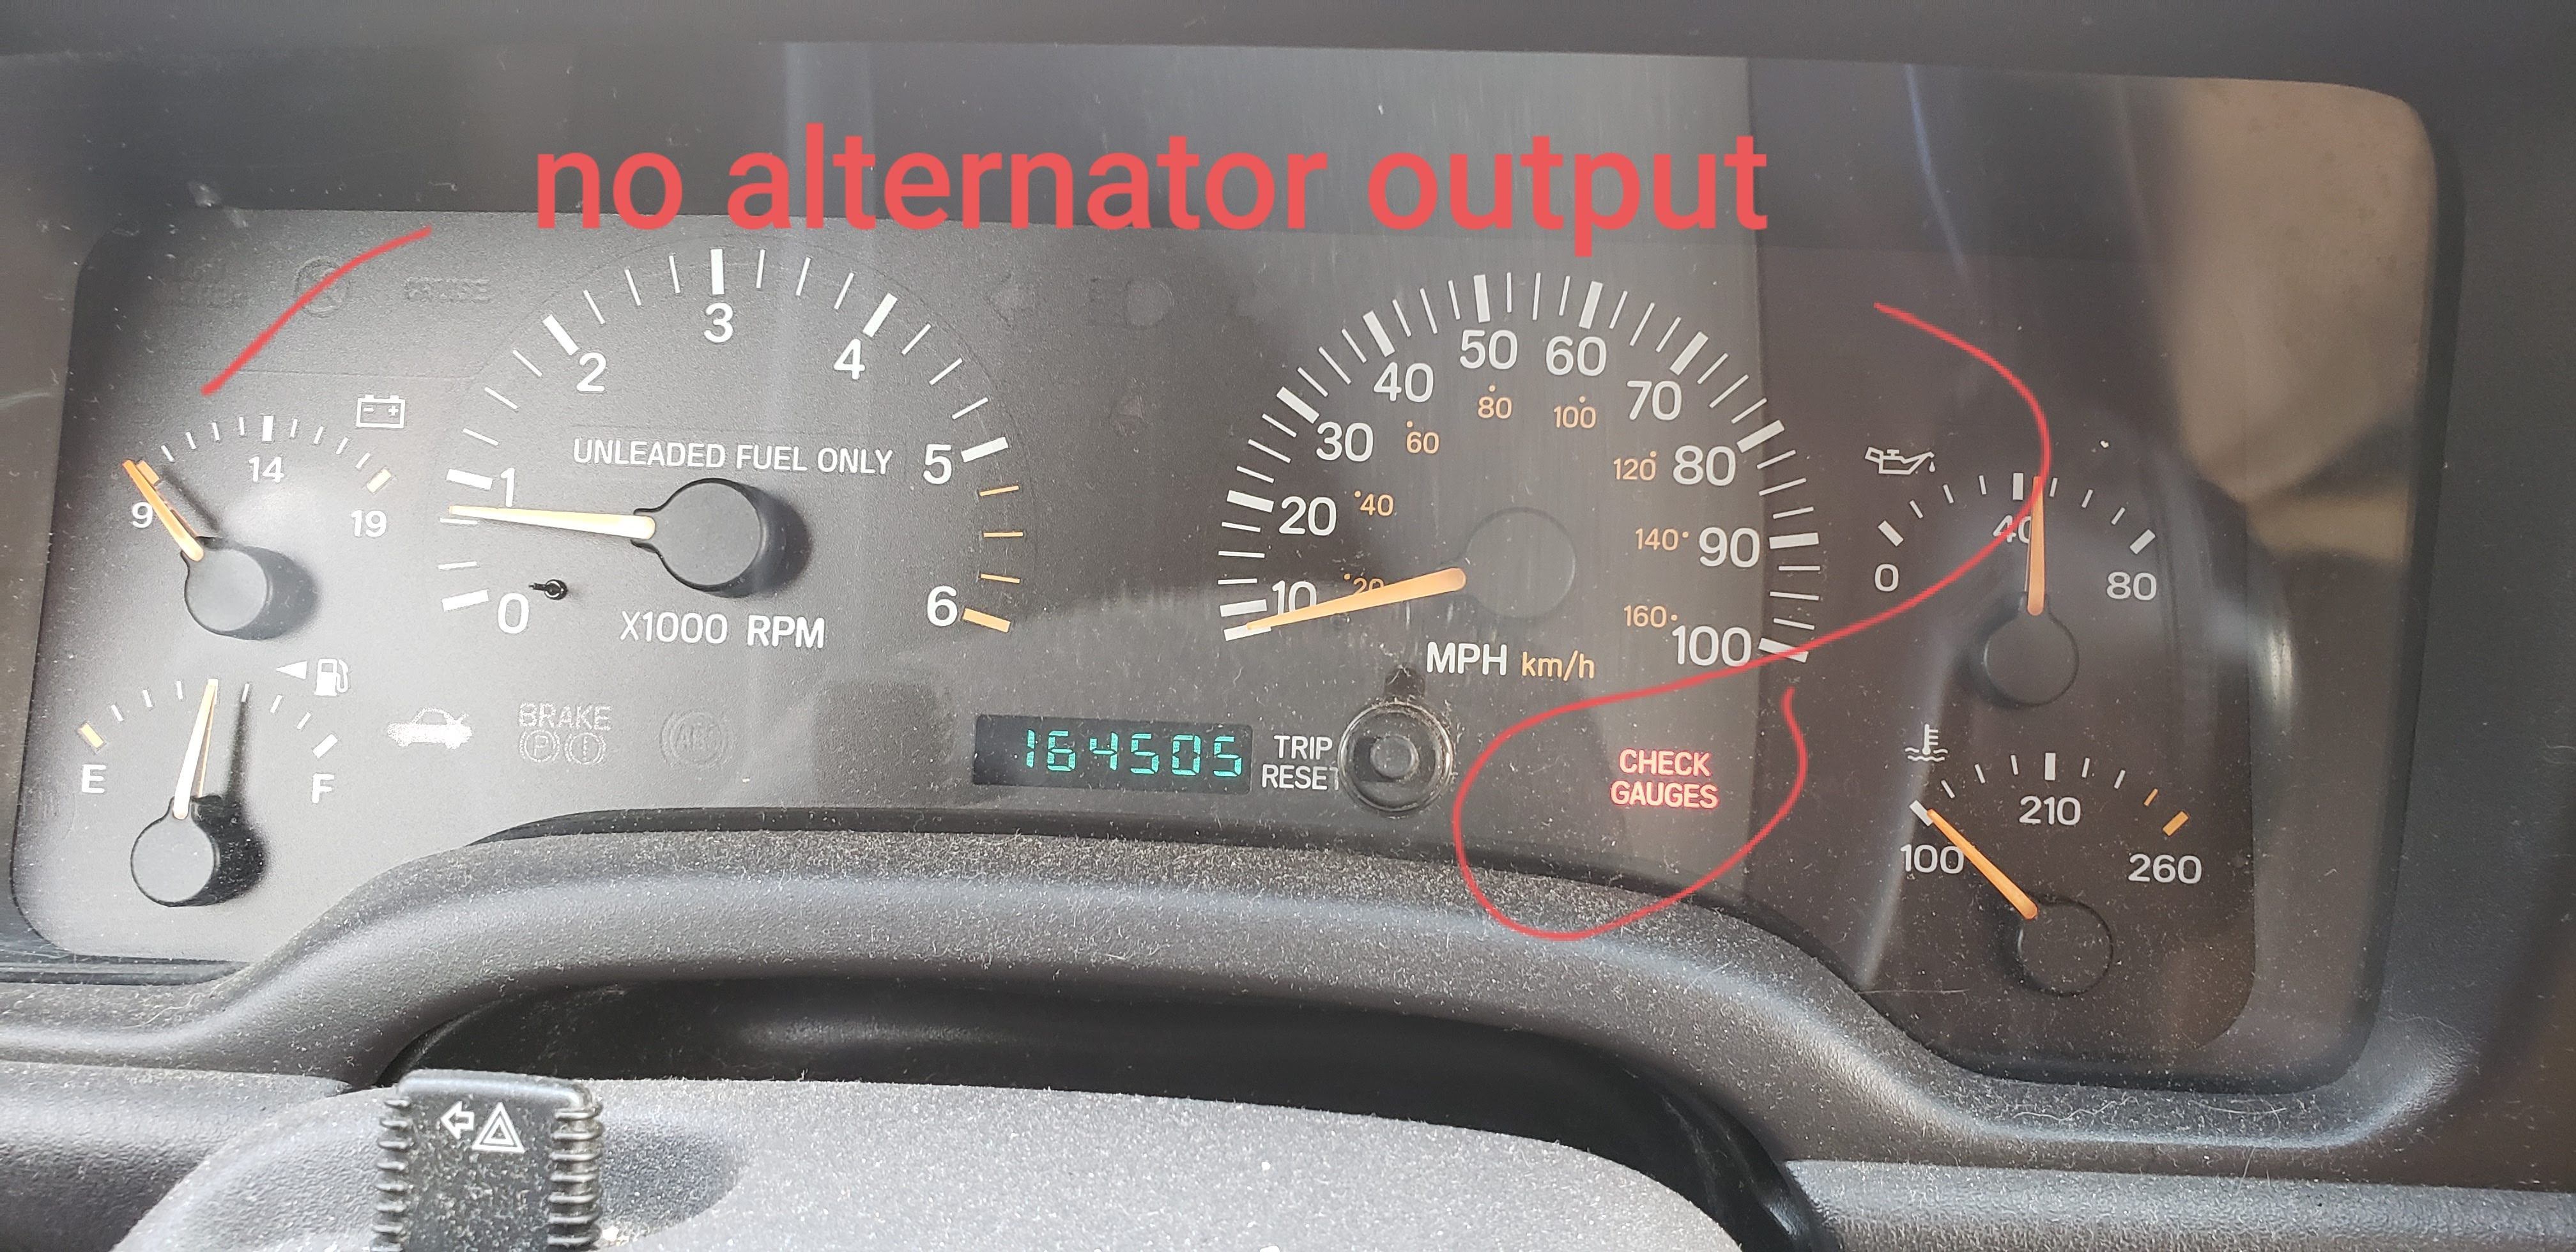 no alternator output
CRUISE
9
14
19
0
1
2
3
4
5
6
UNLEADED FUEL ONLY
X1000 RPM
10
20
30
40
50
60
70
80
90
100
20
40
60
80
100
120
140
160
MPH km/h
0
40
80
E
F
BRAKE
P
!
ABS
164505
TRIP
RESET
CHECK
GAUGES
100
210
260